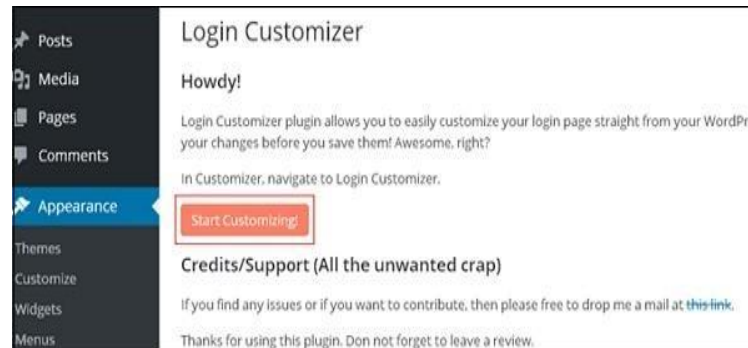 Posts
Media
Pages
Comments
Appearance
Themes
Customize
Widgets
Menus
Login Customizer
Howdy!
Login Customizer plugin allows you to easily customize your login page straight from your WordPr
your changes before you save them! Awesome, right?
In Customizer, navigate to Login Customizer.
Start Customizing!
Credits/Support (All the unwanted crap)
If you find any issues or if you want to contribute, then please free to drop me a mail at this link.
Thanks for using this plugin. Don not forget to leave a review.